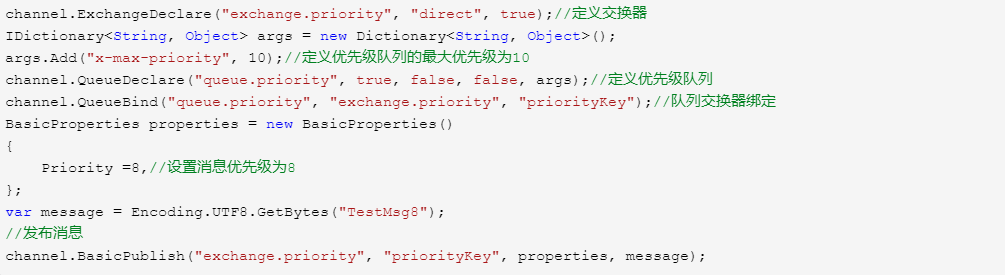 channel.ExchangeDeclare("exchange.priority", "direct", true);//定义交换器
IDictionary<String, Object> args = new Dictionary<String, Object>();
args.Add("x-max-priority", 10);//定义优先级队列的最大优先级为10
channel.QueueDeclare("queue.priority", true, false, false, args);//定义优先级队列
channel.QueueBind("queue.priority", "exchange.priority", "priorityKey");//队列交换器绑定
BasicProperties properties = new BasicProperties()
{
    Priority =8,//设置消息优先级为8
};
var message = Encoding.UTF8.GetBytes("TestMsg8");
//发布消息
channel.BasicPublish("exchange.priority", "priorityKey", properties, message);